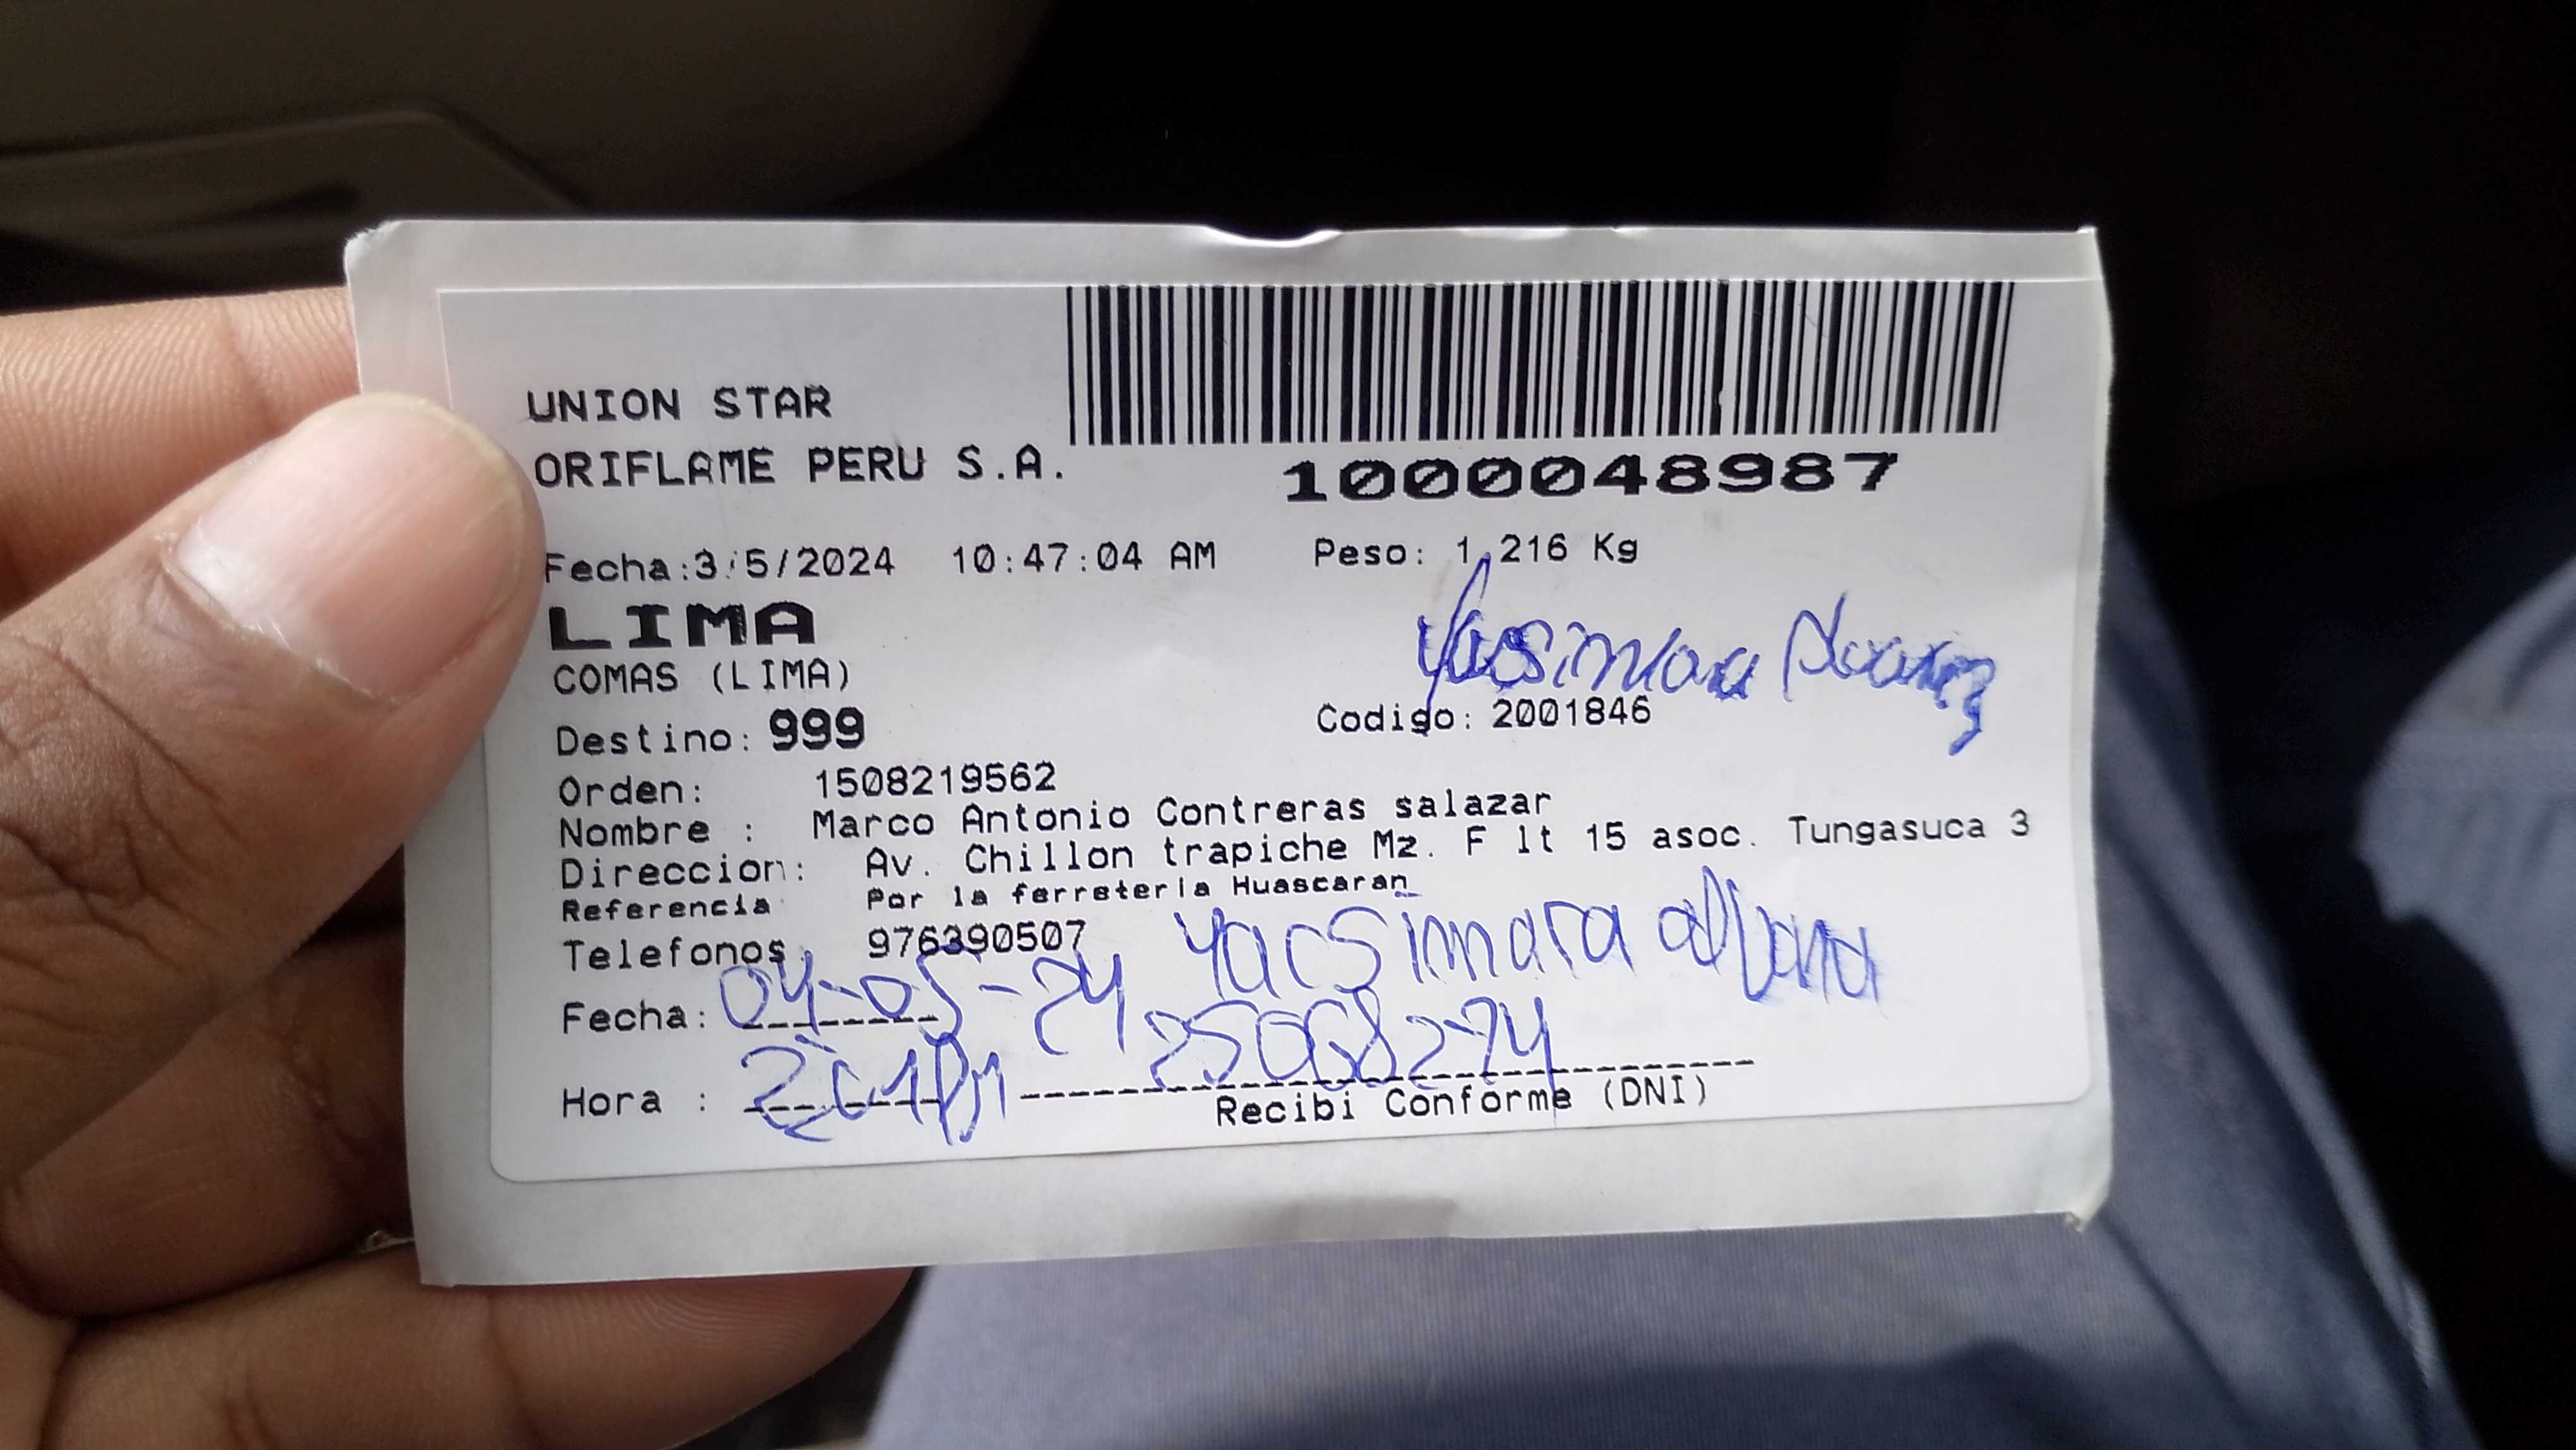 UNION STAR
ORIFLAME PERU S.A.
1000048987
Fecha:3/5/2024 10:47:04 AM Peso: 1,216 Kg
LIMA
COMAS (LIMA)
Destino: 999 Codigo: 2001846
Orden: 1508219562
Nombre : Marco Antonio Contreras salazar
Direccion: Av. Chillon trapiche Mz. F lt 15 asoc. Tungasuca 3
Referencia Por la ferreteria Huascaran
Telefonos 976390507
Fecha: 04-05-24
Hora :
Recibi Conforme (DNI)